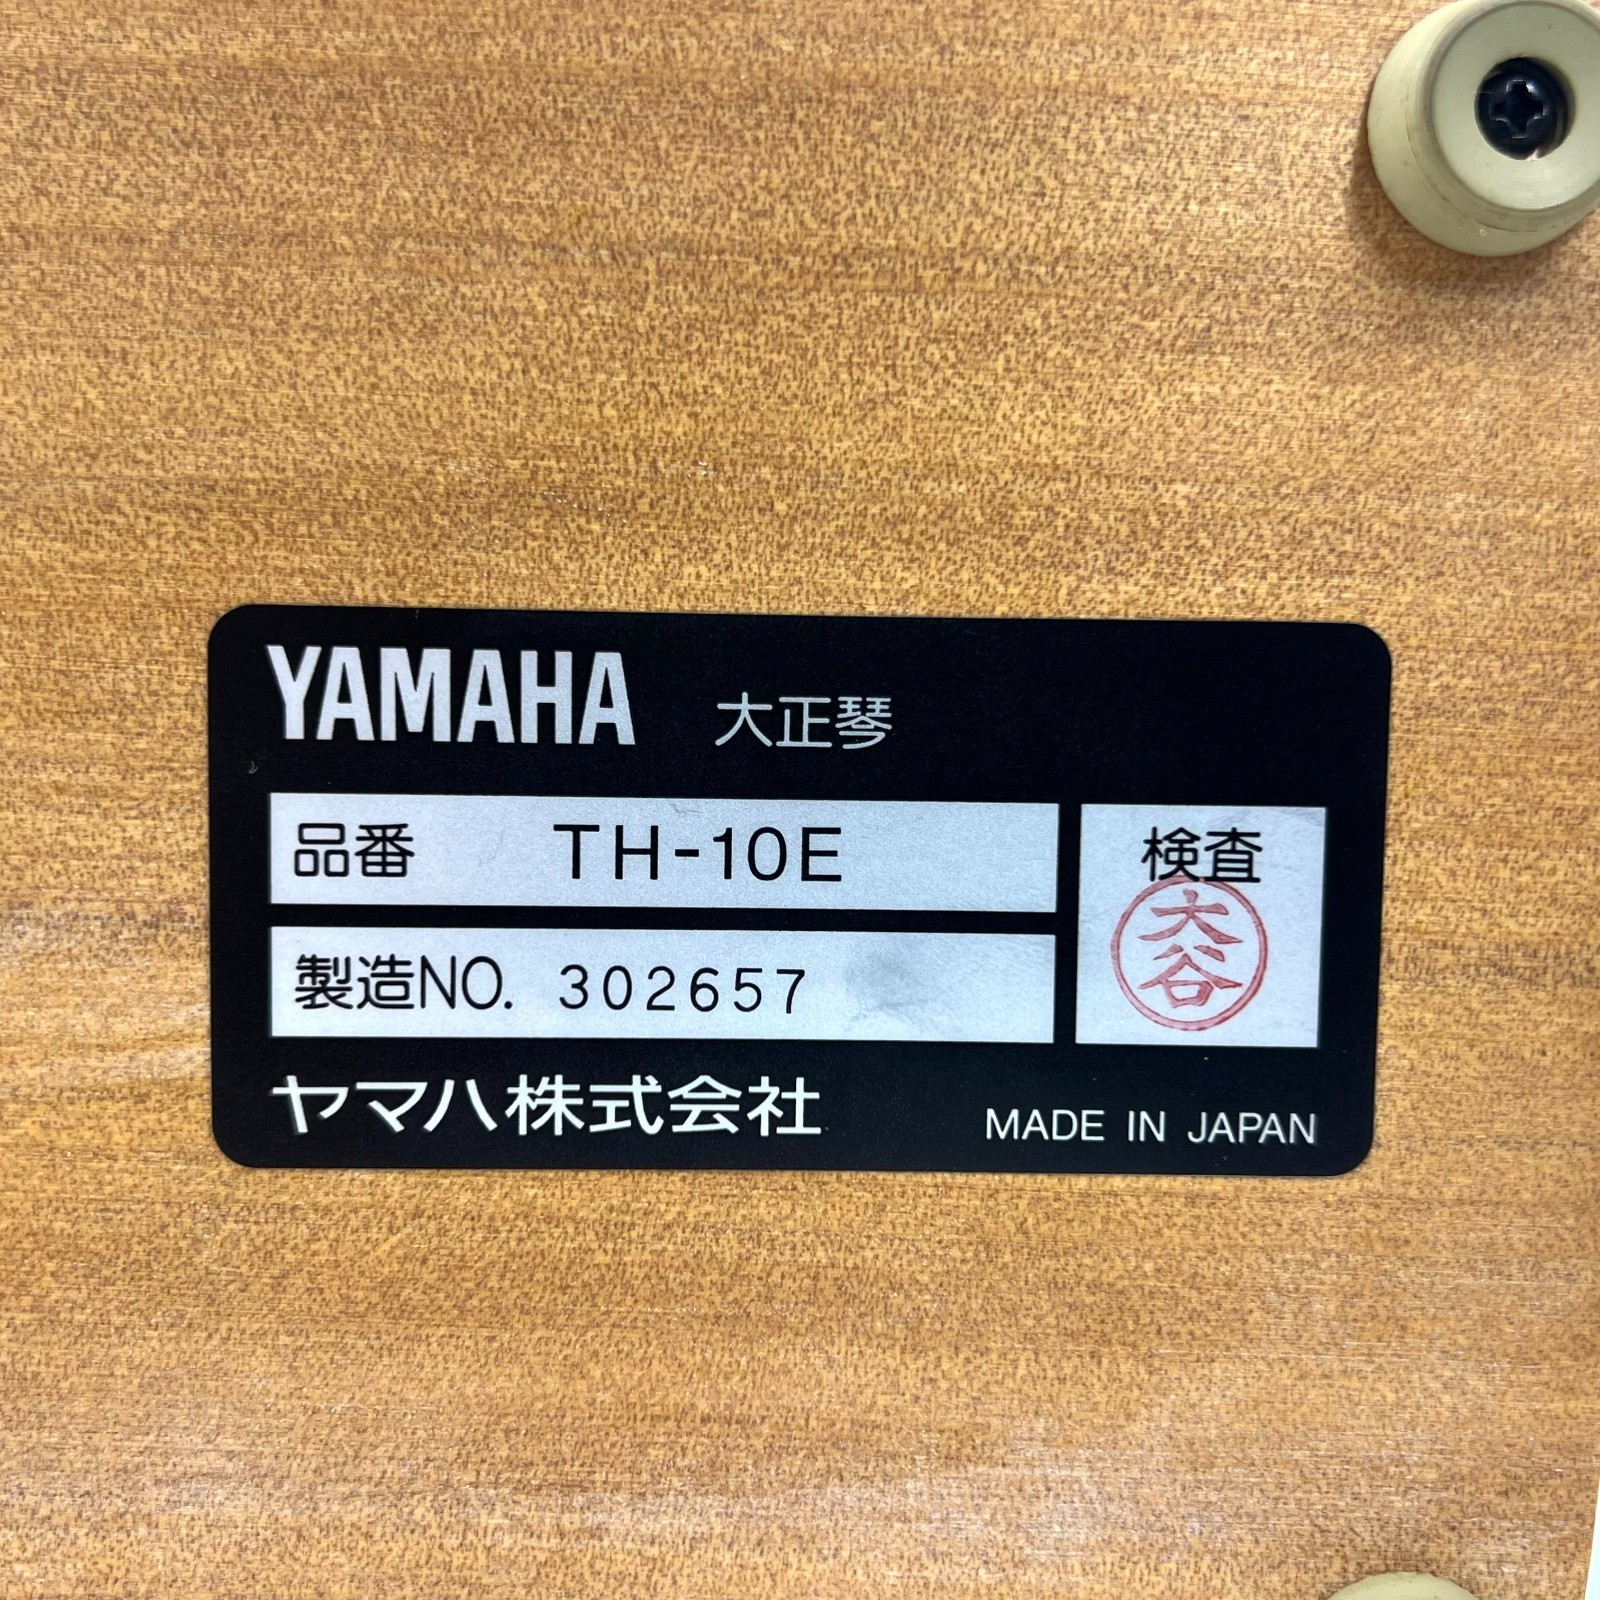 YAMAHA 大正琴
品番 TH-10E
検査
大谷
製造NO. 302657
ヤマハ株式会社
MADE IN JAPAN